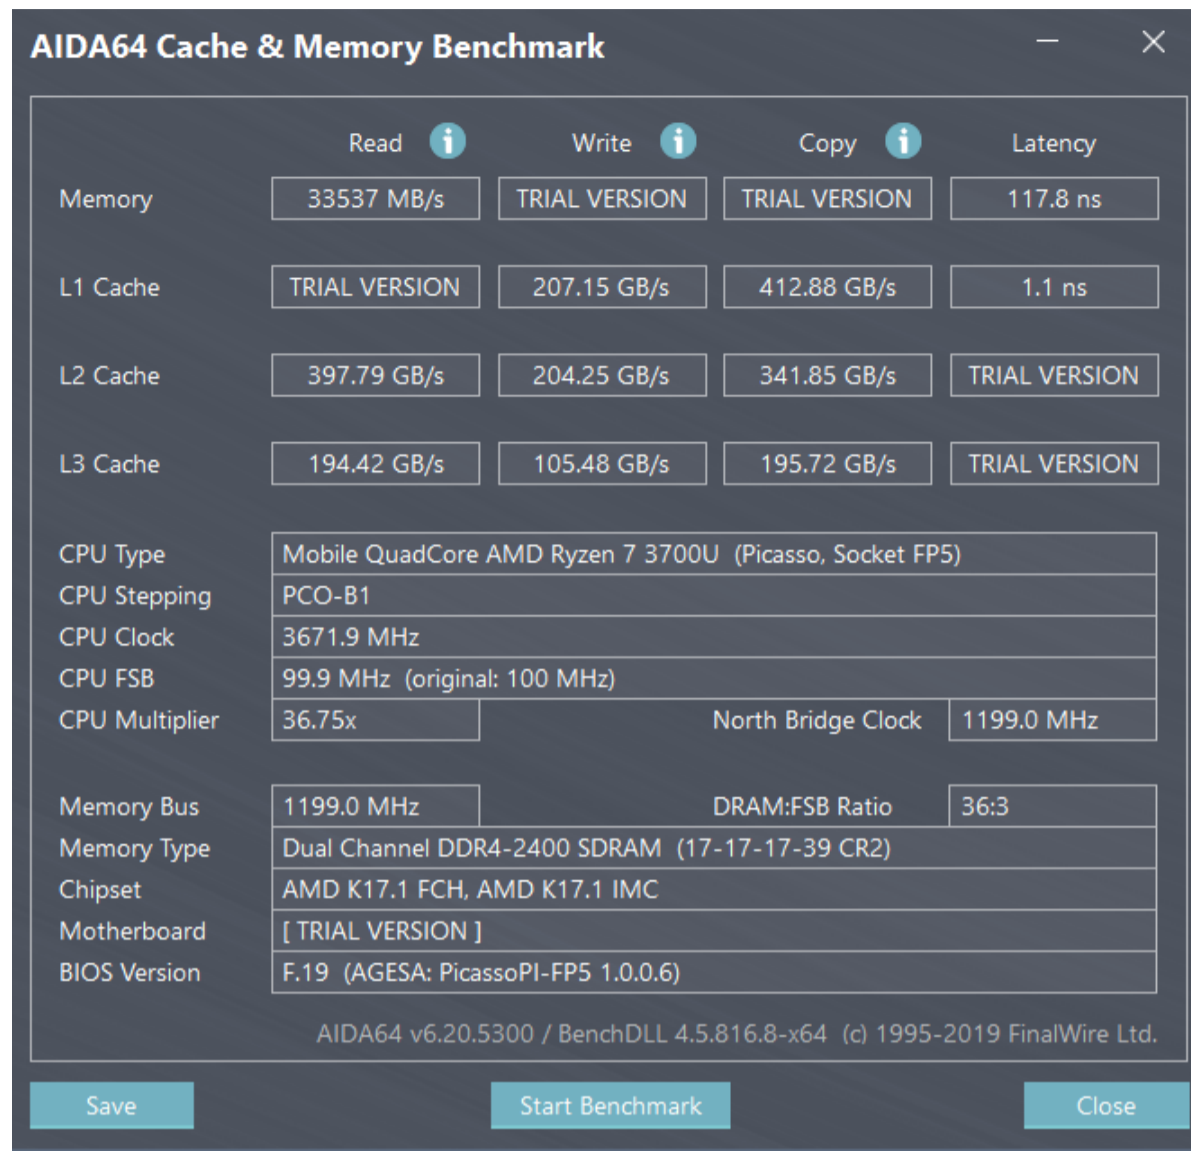 AIDA64 Cache & Memory Benchmark
Read Write Copy Latency
Memory 33537 MB/s TRIAL VERSION TRIAL VERSION 117.8 ns
L1 Cache TRIAL VERSION 207.15 GB/s 412.88 GB/s 1.1 ns
L2 Cache 397.79 GB/s 204.25 GB/s 341.85 GB/s TRIAL VERSION
L3 Cache 194.42 GB/s 105.48 GB/s 195.72 GB/s TRIAL VERSION
CPU Type Mobile QuadCore AMD Ryzen 7 3700U (Picasso, Socket FP5)
CPU Stepping PCO-B1
CPU Clock 3671.9 MHz
CPU FSB 99.9 MHz (original: 100 MHz)
CPU Multiplier 36.75x North Bridge Clock 1199.0 MHz
Memory Bus 1199.0 MHz DRAM:FSB Ratio 36:3
Memory Type Dual Channel DDR4-2400 SDRAM (17-17-17-39 CR2)
Chipset AMD K17.1 FCH, AMD K17.1 IMC
Motherboard [ TRIAL VERSION ]
BIOS Version F.19 (AGESA: PicassoPI-FP5 1.0.0.6)
AIDA64 v6.20.5300 / BenchDLL 4.5.816.8-x64 (c) 1995-2019 FinalWire Ltd.
Save Start Benchmark Close